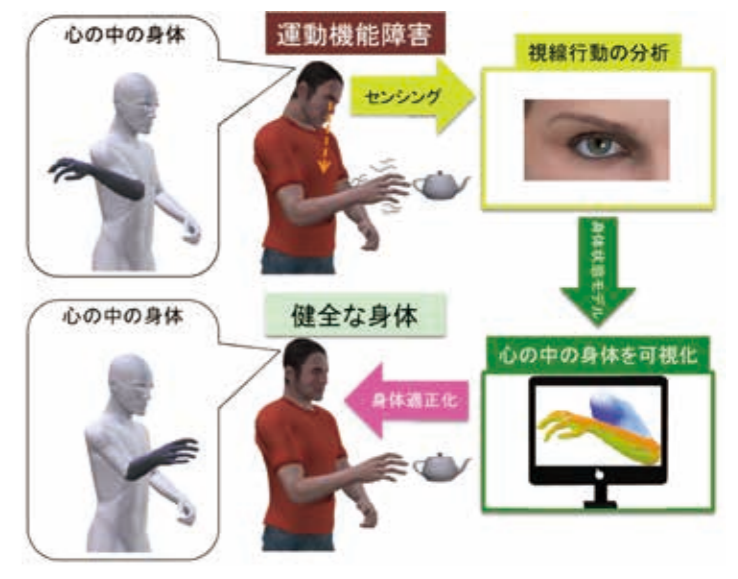 心の中の身体
運動機能障害
センシング
視線行動の分析
身体状態モデル
心の中の身体を可視化
身体適正化
健全な身体
心の中の身体